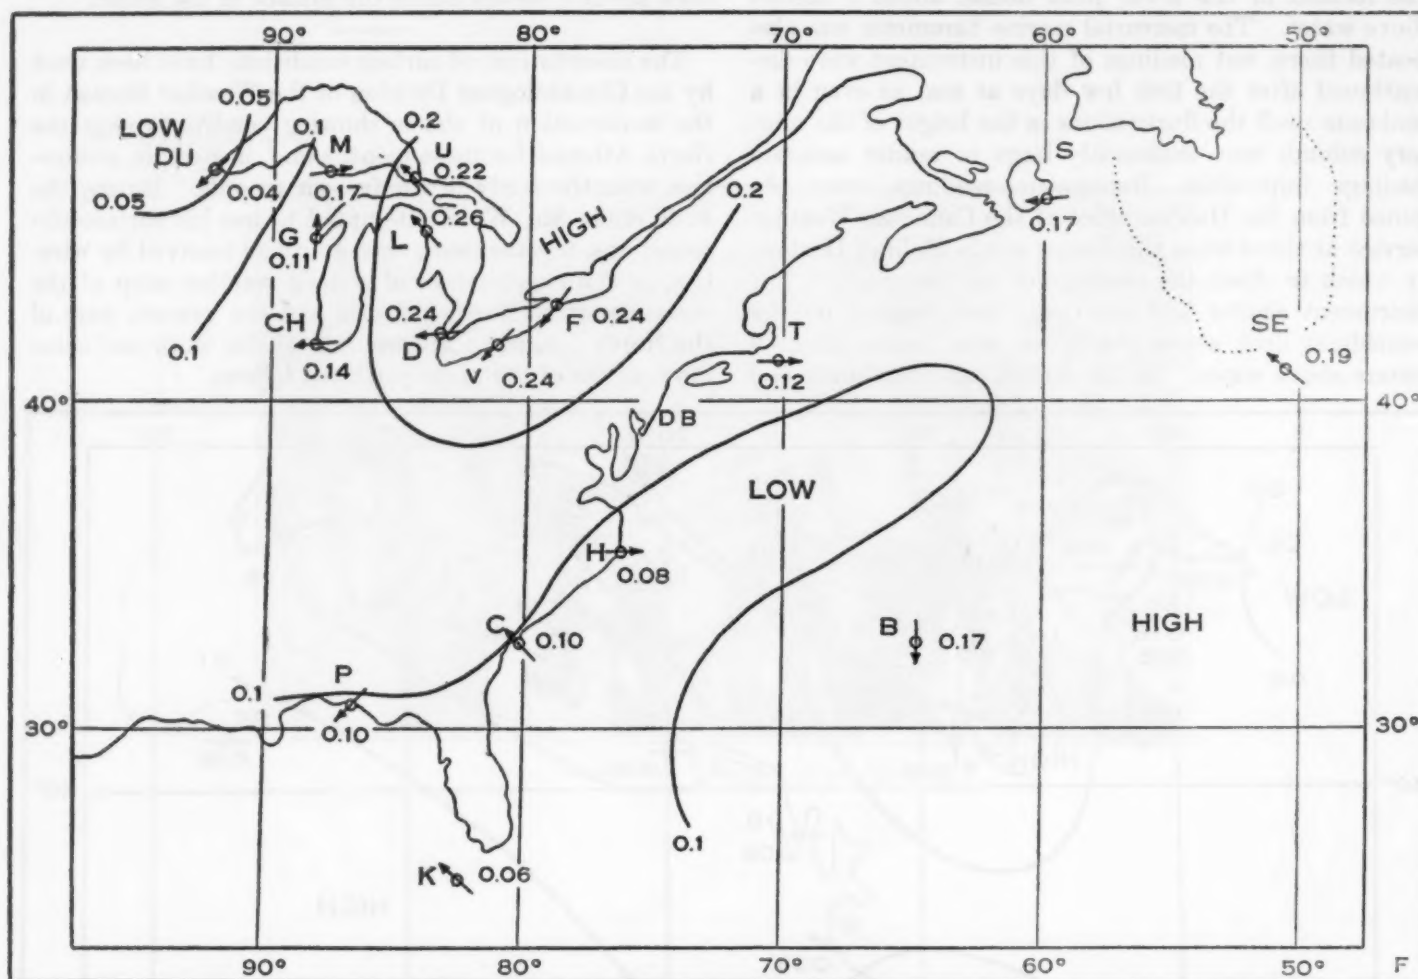 90° 80° 70° 60° 50°
0.05
LOW 0.1 0.2
DU M U S
0.05 0.04 0.17 0.22 0.2
0.26 HIGH 0.17
G L
0.11
CH 0.24 F 0.24 T SE
0.1 D
0.14 V 0.24 0.12 0.19
40° 40°
DB
LOW
H
0.08
C
0.10 B 0.17 HIGH
P
0.1
0.10
30° 30°
0.1
K 0.06
90° 80° 70° 60° 50° F